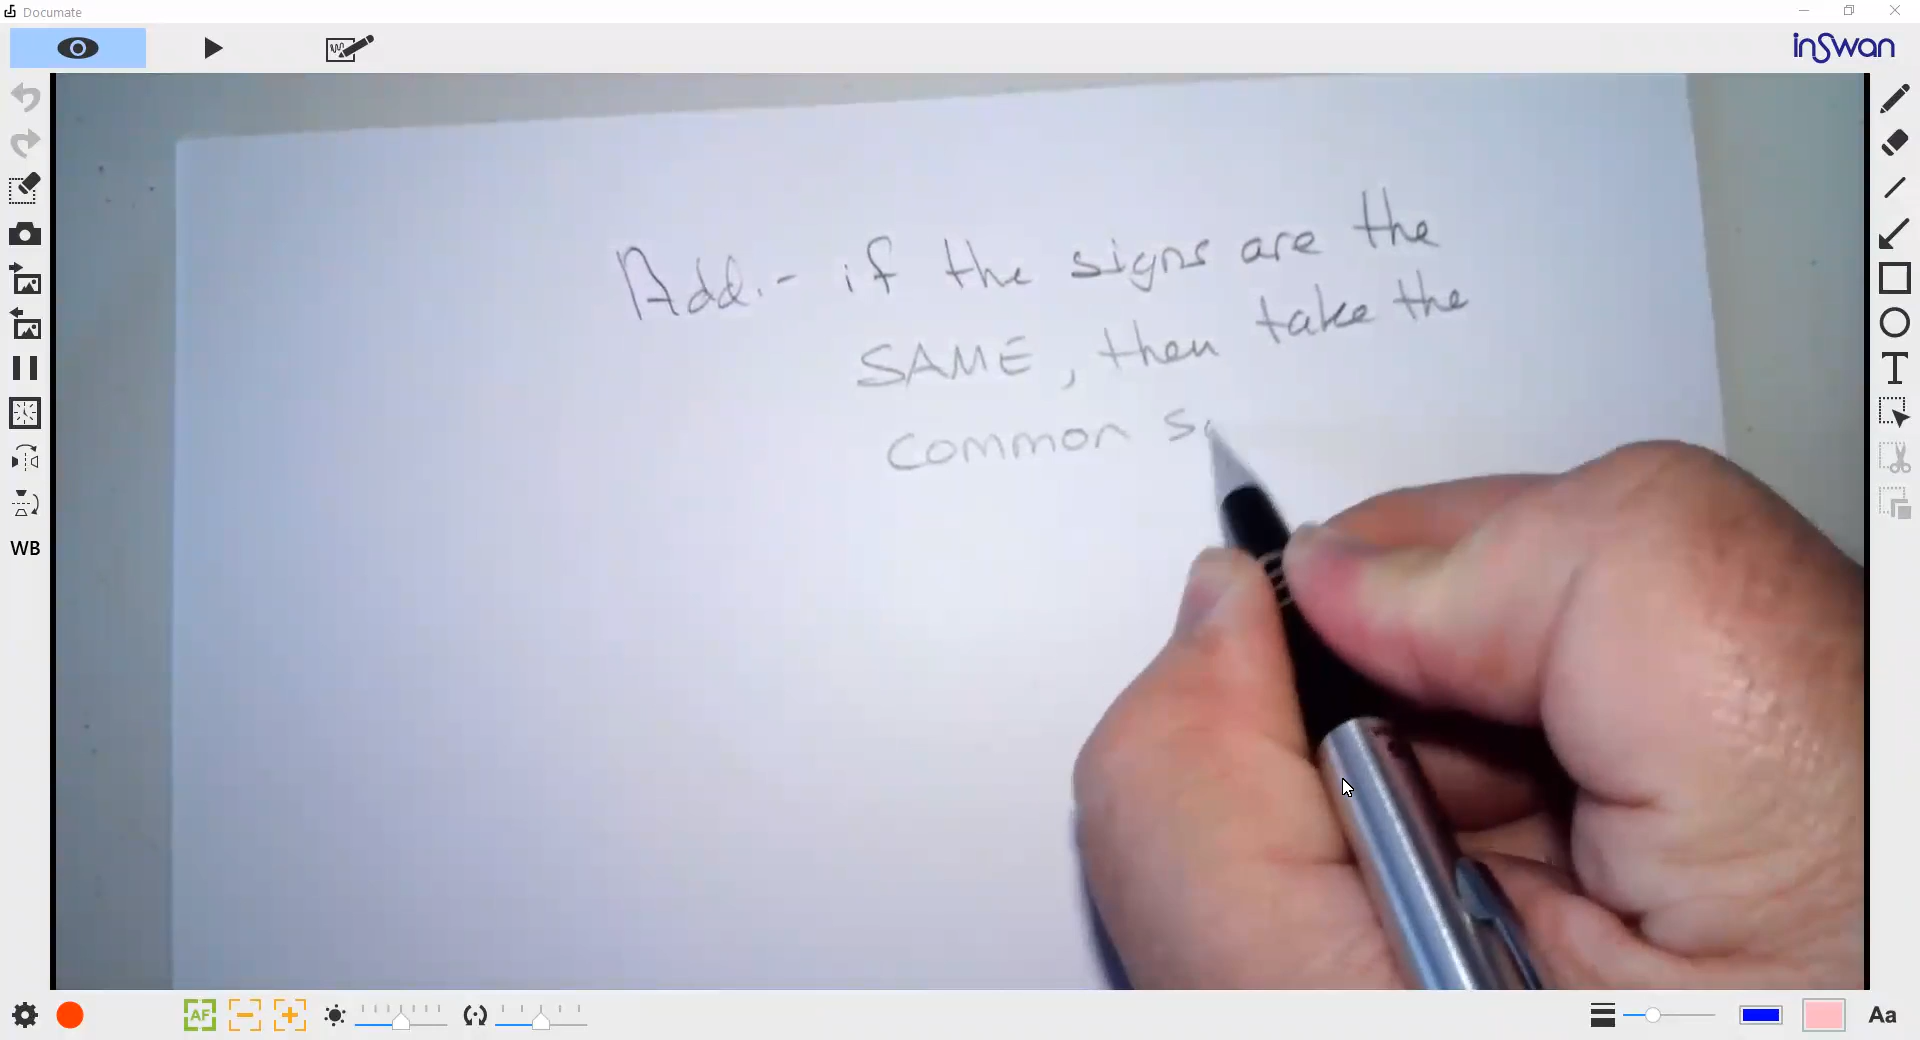 Documate
inswan
Add.- if the signs are the
SAME, then take the
common
WB
AF
Aa